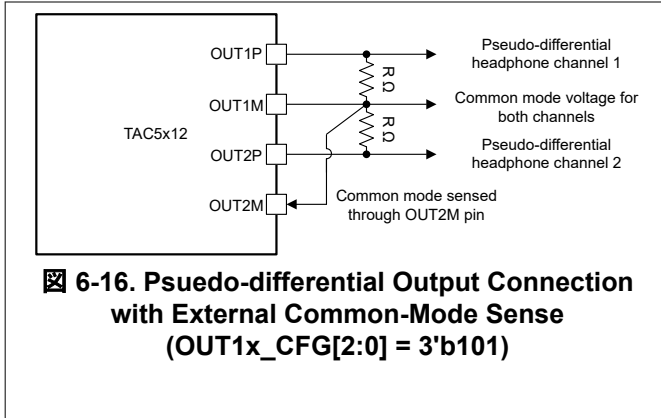 OUT1P
OUT1M
TAC5x12
OUT2P
OUT2M
R Ω
R Ω
Pseudo-differential
headphone channel 1
Common mode voltage for
both channels
Pseudo-differential
headphone channel 2
Common mode sensed
through OUT2M pin
図 6-16. Psuedo-differential Output Connection
with External Common-Mode Sense
(OUT1x_CFG[2:0] = 3'b101)